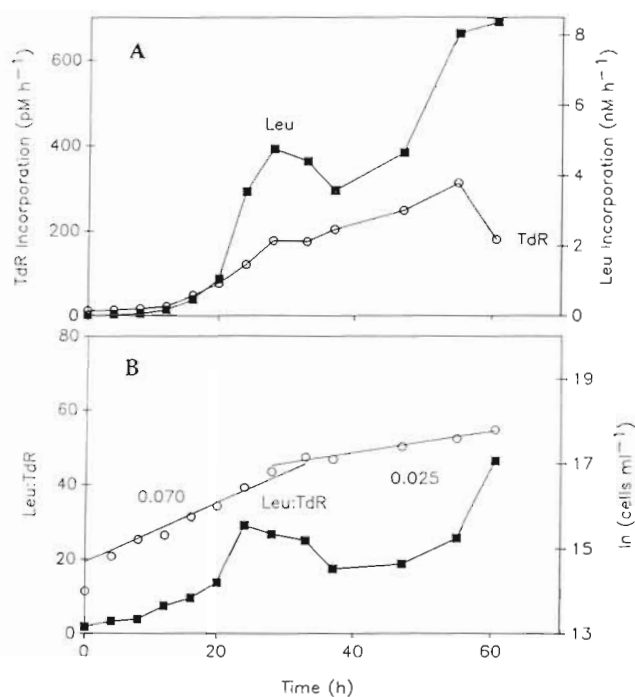 A
TdR Incorporation (pM h−1)
600
400
200
0
Leu
TdR
8
6
4
2
0
Leu Incorporation (nM h−1)
B
Leu:TdR
80
60
40
20
0
0.070
Leu:TdR
0.025
19
17
15
13
ln (cells ml−1)
0
20
40
60
80
Time (h)